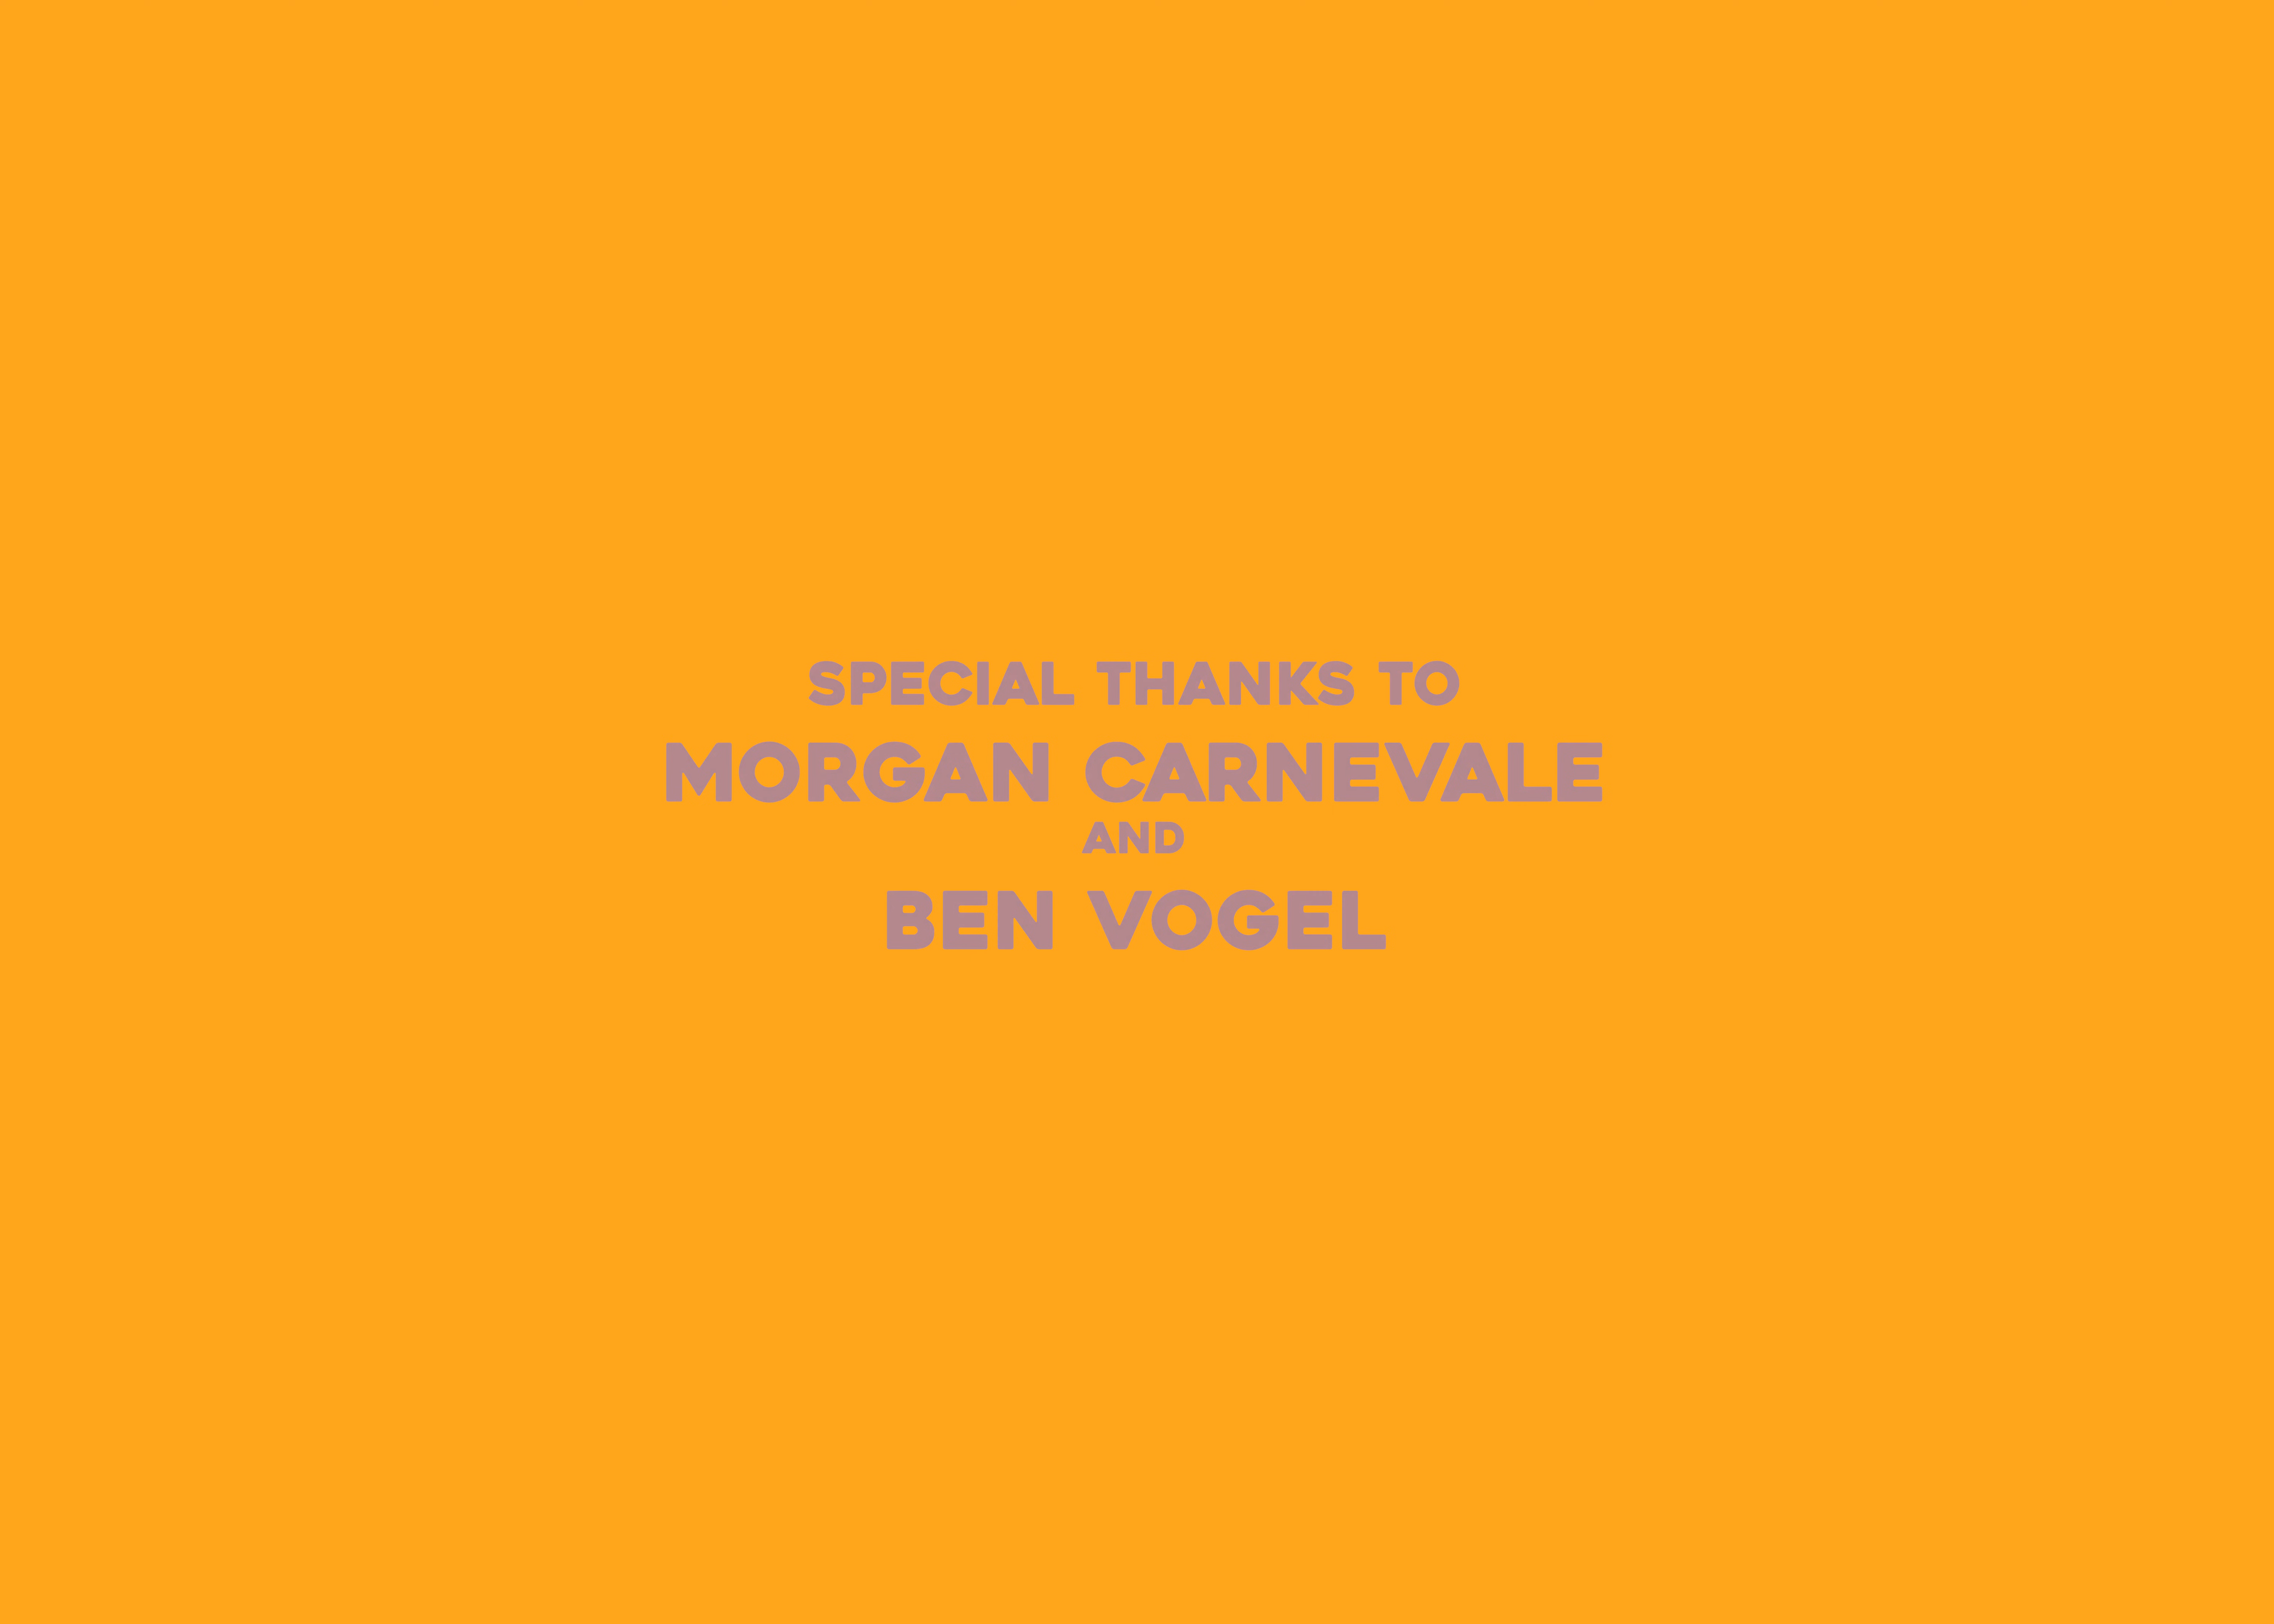 SPECIAL THANKS TO
MORGAN CARNEVALE
AND
BEN VOGEL